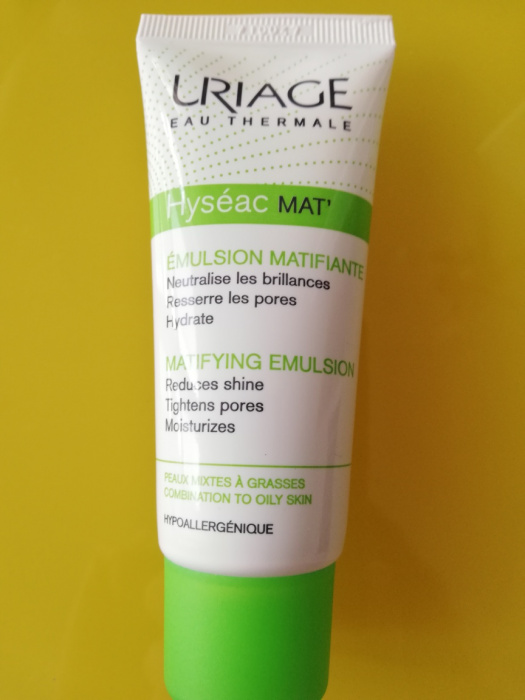 URIAGE
EAU THERMALE
Hyséac MAT'
ÉMULSION MATIFIANTE
Neutralise les brillances
Resserre les pores
Hydrate
MATIFYING EMULSION
Reduces shine
Tightens pores
Moisturizes
PEAUX MIXTES À GRASSES
COMBINATION TO OILY SKIN
HYPOALLERGÉNIQUE